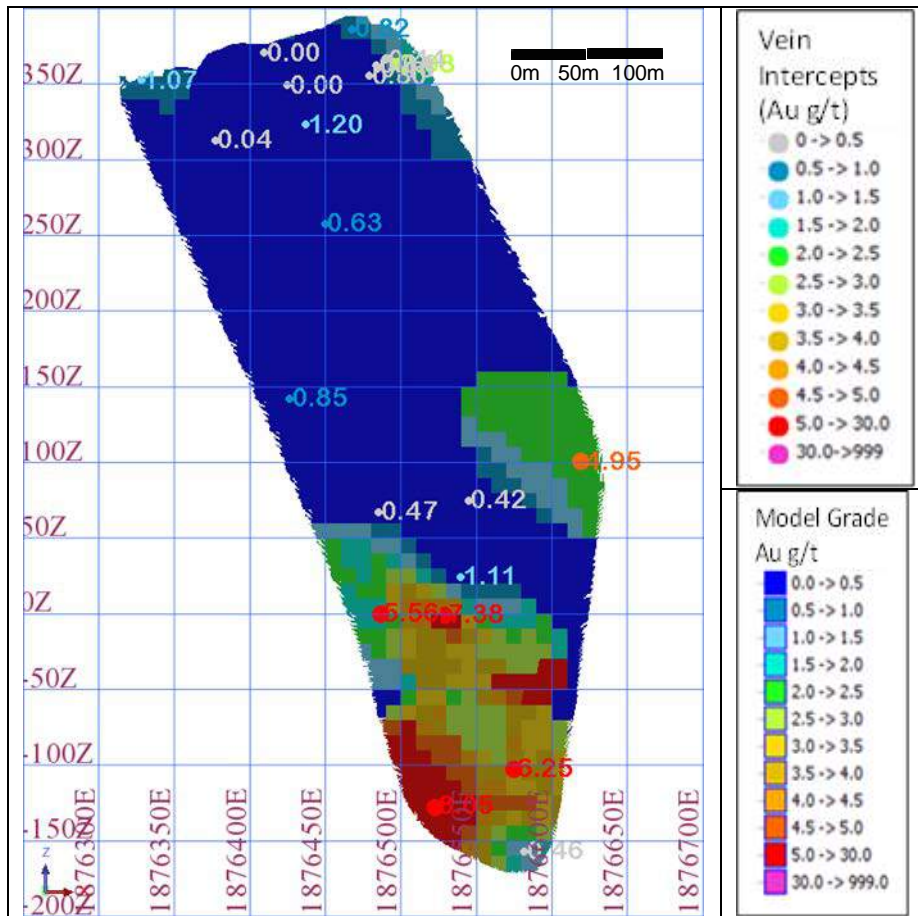 0.82
0.00
350Z
1.07
0.00
0m 50m 100m
1.20
0.04
300Z
0.63
250Z
200Z
150Z
0.85
4.95
100Z
0.47
0.42
50Z
1.11
0Z
5.56
7.38
-50Z
-100Z
6.25
-150Z
-200Z
1876300E
1876350E
1876400E
1876450E
1876500E
1876550E
1876600E
1876650E
1876700E
Z
Vein
Intercepts
(Au g/t)
0 -> 0.5
0.5 -> 1.0
1.0 -> 1.5
1.5 -> 2.0
2.0 -> 2.5
2.5 -> 3.0
3.0 -> 3.5
3.5 -> 4.0
4.0 -> 4.5
4.5 -> 5.0
5.0 -> 30.0
30.0->999
Model Grade
Au g/t
0.0 -> 0.5
0.5 -> 1.0
1.0 -> 1.5
1.5 -> 2.0
2.0 -> 2.5
2.5 -> 3.0
3.0 -> 3.5
3.5 -> 4.0
4.0 -> 4.5
4.5 -> 5.0
5.0 -> 30.0
30.0 -> 999.0